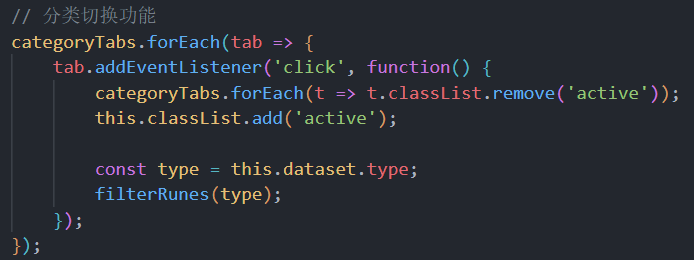 // 分类切换功能
categoryTabs.forEach(tab => {
    tab.addEventListener('click', function() {
        categoryTabs.forEach(t => t.classList.remove('active'));
        this.classList.add('active');

        const type = this.dataset.type;
        filterRunes(type);
    });
});